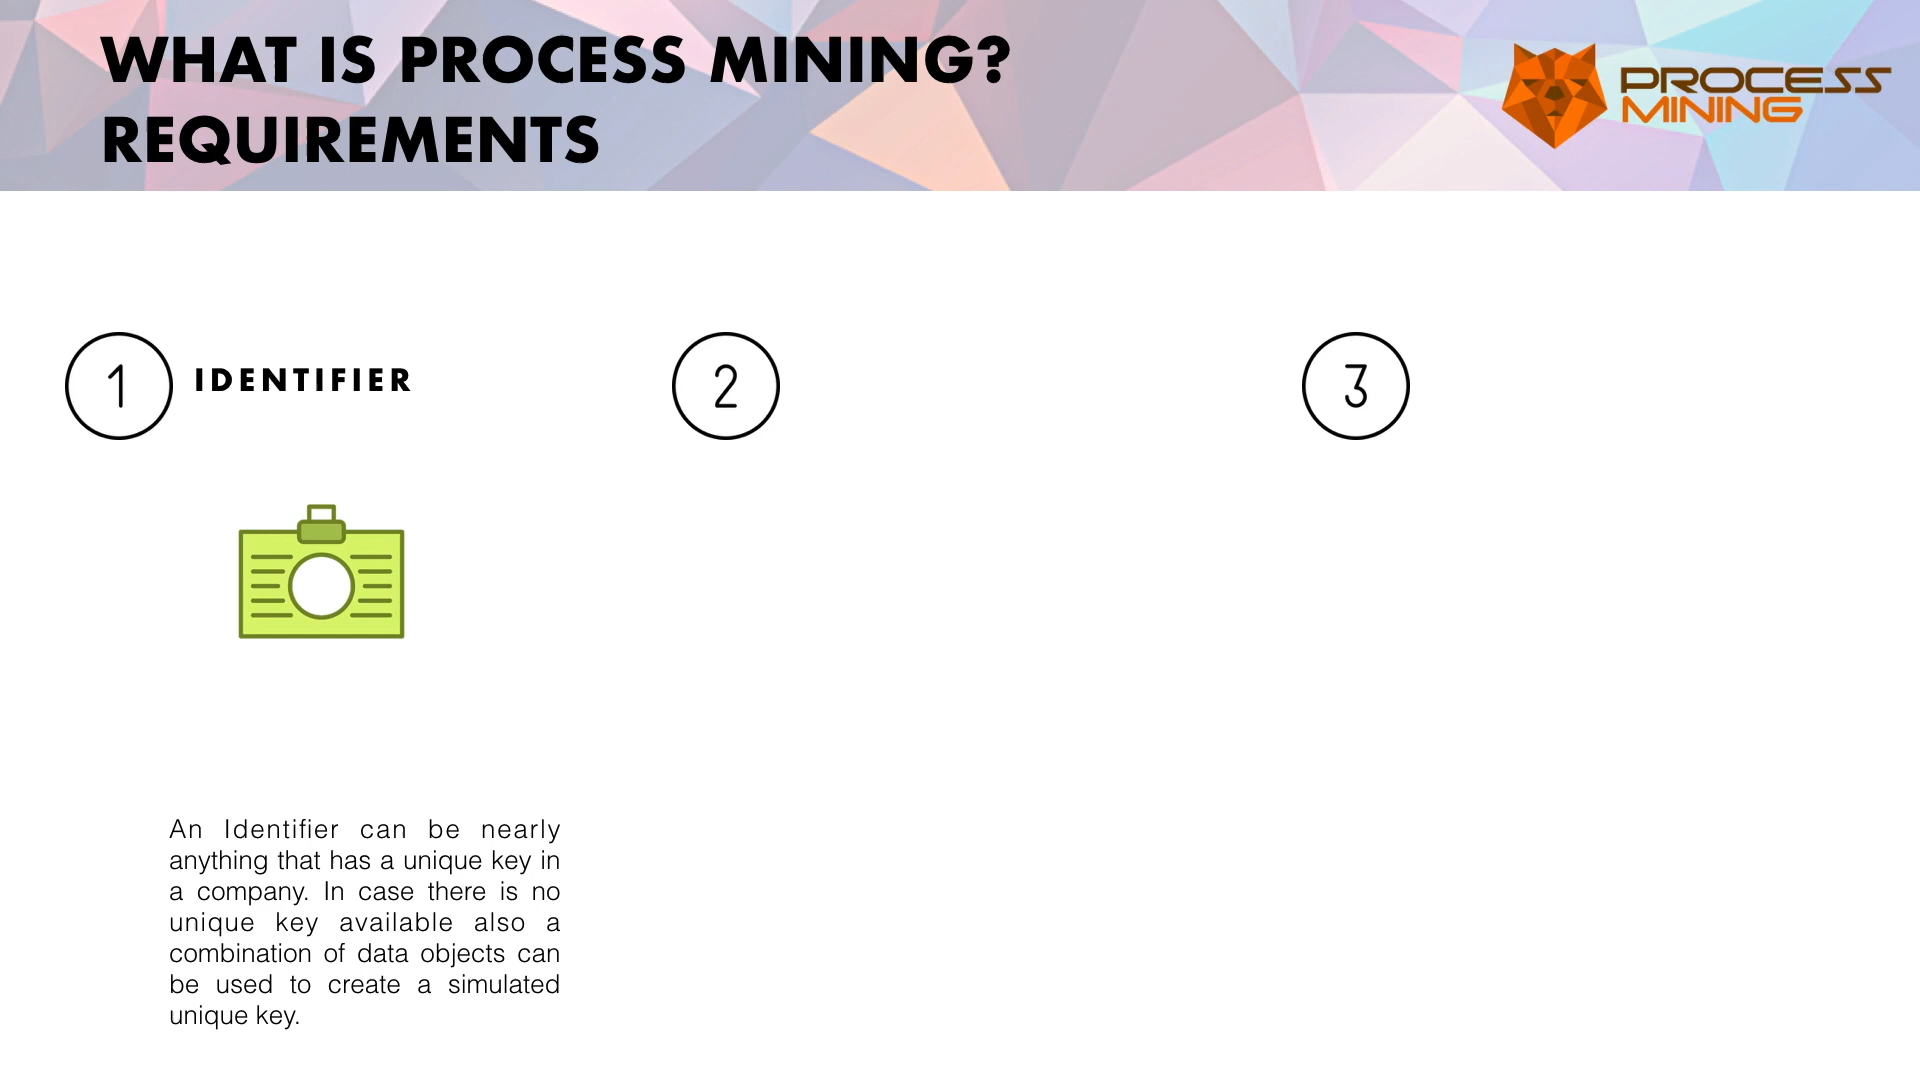 WHAT IS PROCESS MINING?
REQUIREMENTS
PROCESS
MINING
1 IDENTIFIER
2
3
An Identifier can be nearly
anything that has a unique key in
a company. In case there is no
unique key available also a
combination of data objects can
be used to create a simulated
unique key.